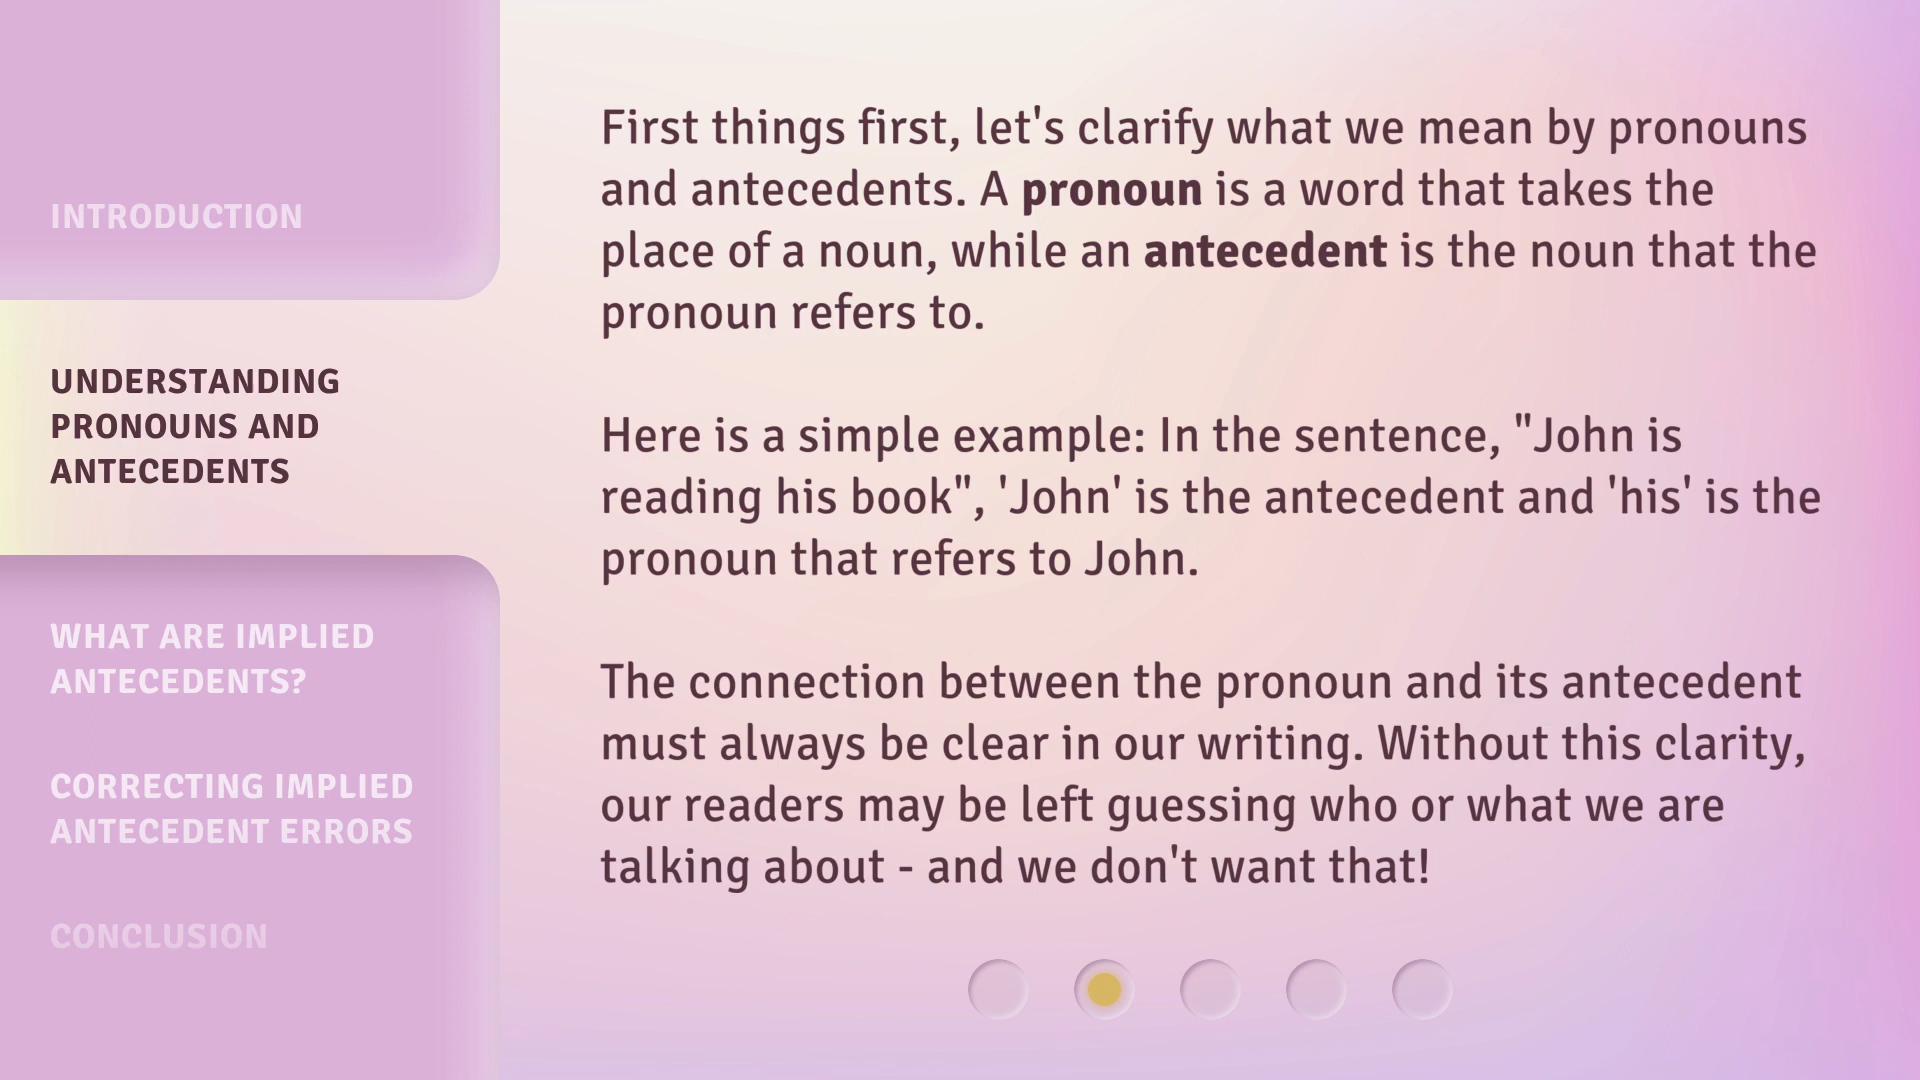 INTRODUCTION
UNDERSTANDING
PRONOUNS AND
ANTECEDENTS
WHAT ARE IMPLIED
ANTECEDENTS?
CORRECTING IMPLIED
ANTECEDENT ERRORS
CONCLUSION
First things first, let's clarify what we mean by pronouns
and antecedents. A pronoun is a word that takes the
place of a noun, while an antecedent is the noun that the
pronoun refers to.
Here is a simple example: In the sentence, "John is
reading his book", 'John' is the antecedent and 'his' is the
pronoun that refers to John.
The connection between the pronoun and its antecedent
must always be clear in our writing. Without this clarity,
our readers may be left guessing who or what we are
talking about - and we don't want that!